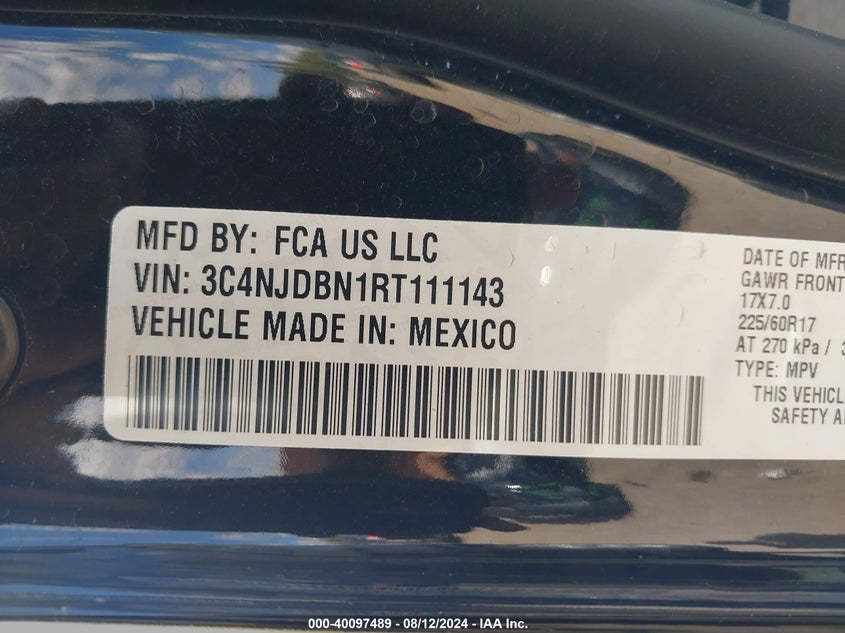 MFD BY: FCA US LLC
VIN: 3C4NJDBN1RT111143
VEHICLE MADE IN: MEXICO
DATE OF MFR
GAWR FRONT
17X7.0
225/60R17
AT 270 kPa / 3
TYPE: MPV
THIS VEHICL
SAFETY A
000-40097489 - 08/12/2024 - IAA Inc.